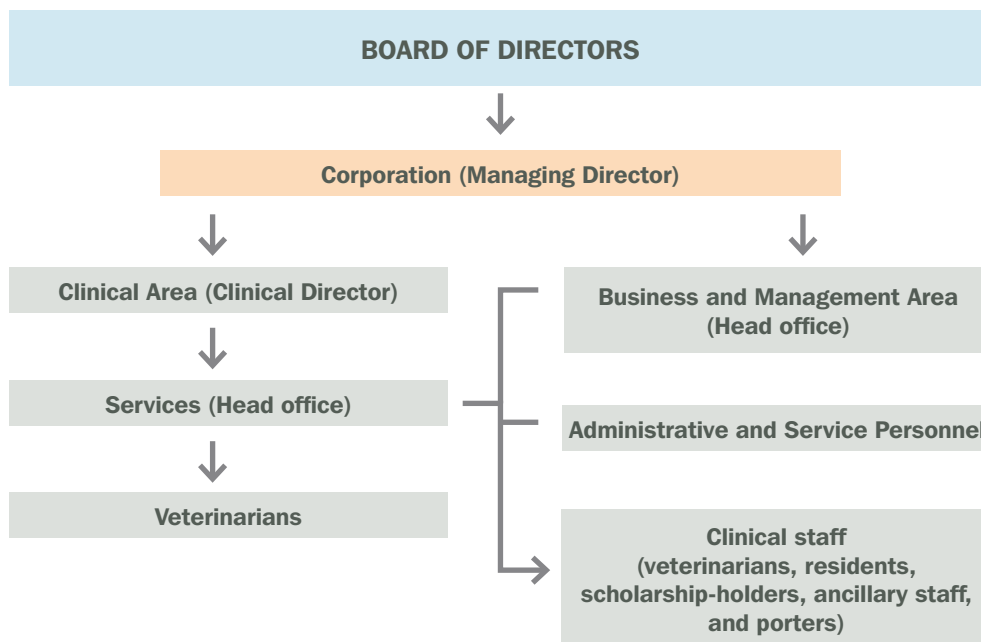 BOARD OF DIRECTORS
Corporation (Managing Director)
Clinical Area (Clinical Director)
Services (Head office)
Veterinarians
Business and Management Area
(Head office)
Administrative and Service Personnel
Clinical staff
(veterinarians, residents,
scholarship-holders, ancillary staff,
and porters)